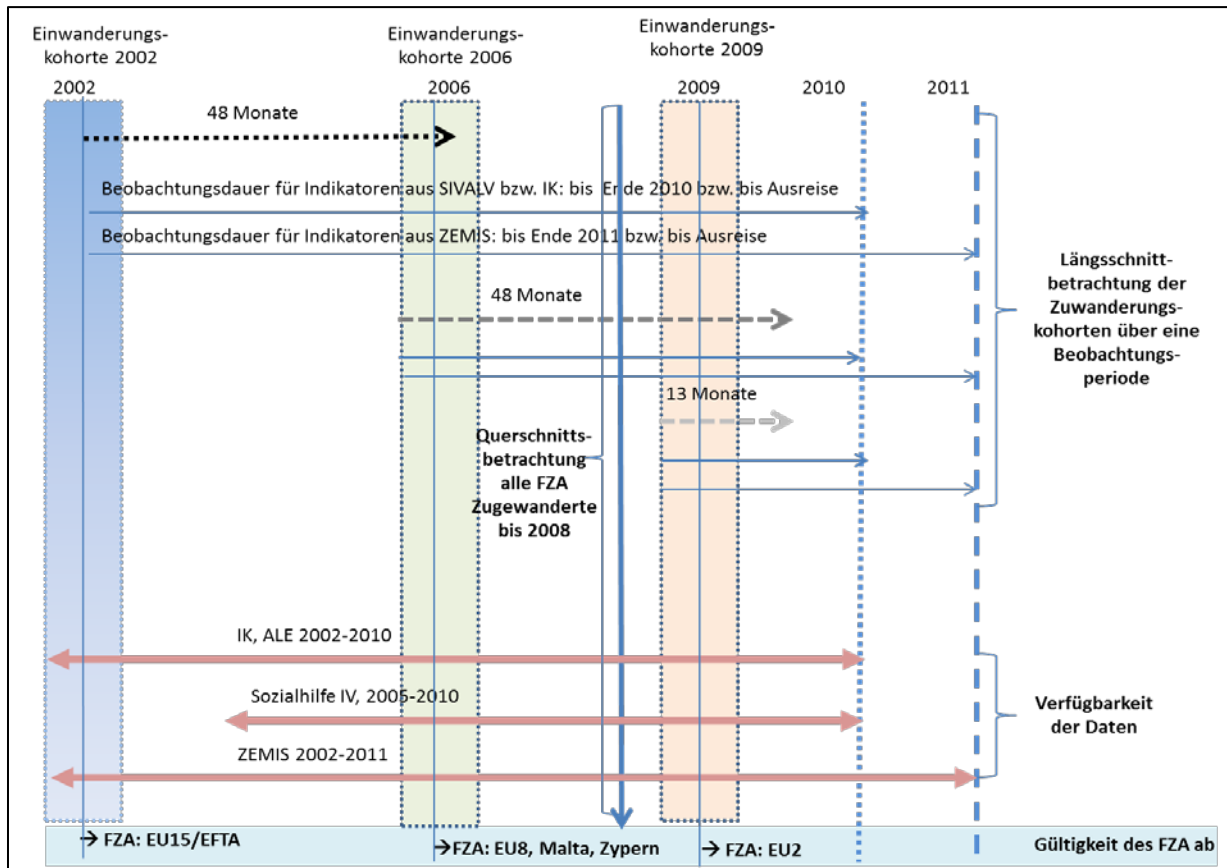 Einwanderungs-
kohorte 2002
Einwanderungs-
kohorte 2006
Einwanderungs-
kohorte 2009
2002
2006
2009
2010
2011
48 Monate
Beobachtungsdauer für Indikatoren aus SIVALV bzw. IK: bis Ende 2010 bzw. bis Ausreise
Beobachtungsdauer für Indikatoren aus ZEMIS: bis Ende 2011 bzw. bis Ausreise
48 Monate
13 Monate
Längsschnitt-
betrachtung der
Zuwanderungs-
kohorten über eine
Beobachtungs-
periode
Querschnitts-
betrachtung
alle FZA
Zugewanderte
bis 2008
IK, ALE 2002-2010
Sozialhilfe IV, 2005-2010
ZEMIS 2002-2011
Verfügbarkeit
der Daten
→ FZA: EU15/EFTA
→FZA: EU8, Malta, Zypern
→ FZA: EU2
Gültigkeit des FZA ab